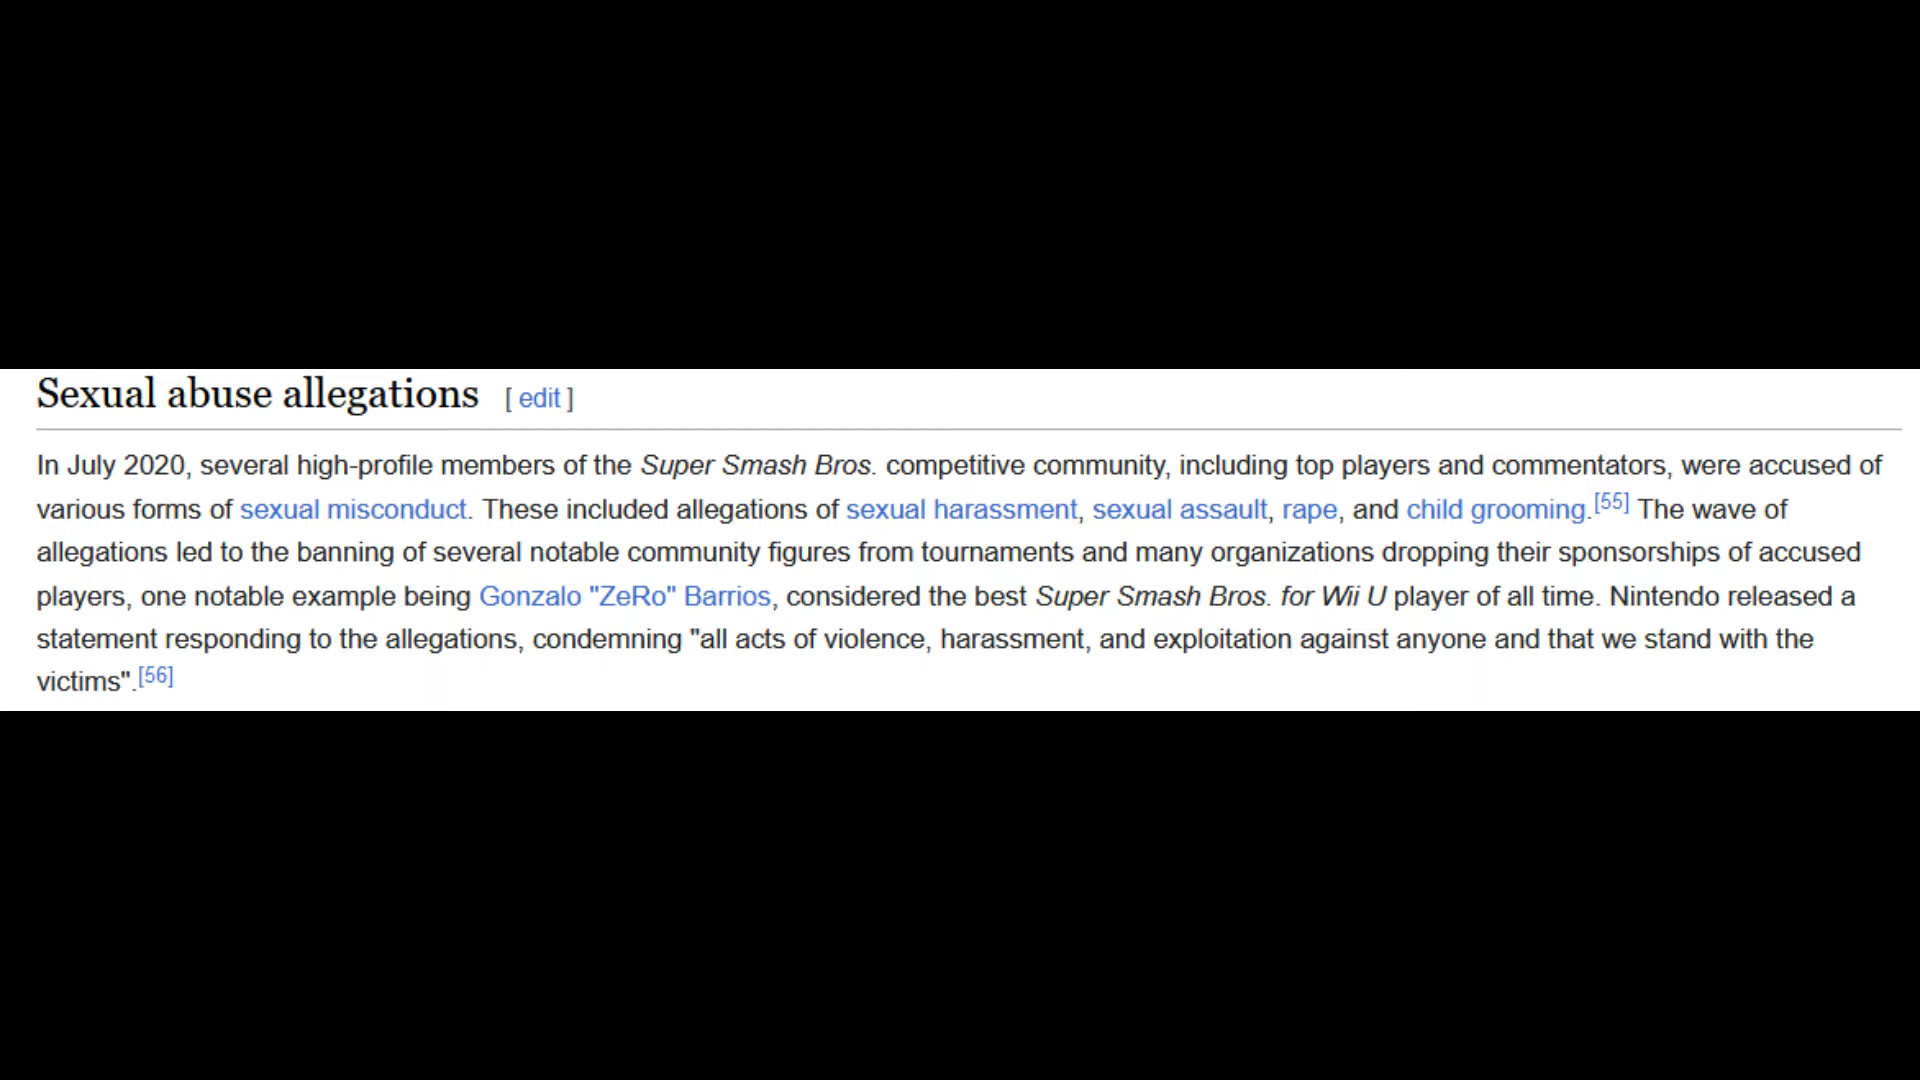 Sexual abuse allegations [ edit ]
In July 2020, several high-profile members of the Super Smash Bros. competitive community, including top players and commentators, were accused of
various forms of sexual misconduct. These included allegations of sexual harassment, sexual assault, rape, and child grooming.[55] The wave of
allegations led to the banning of several notable community figures from tournaments and many organizations dropping their sponsorships of accused
players, one notable example being Gonzalo "ZeRo" Barrios, considered the best Super Smash Bros. for Wii U player of all time. Nintendo released a
statement responding to the allegations, condemning "all acts of violence, harassment, and exploitation against anyone and that we stand with the
victims".[56]